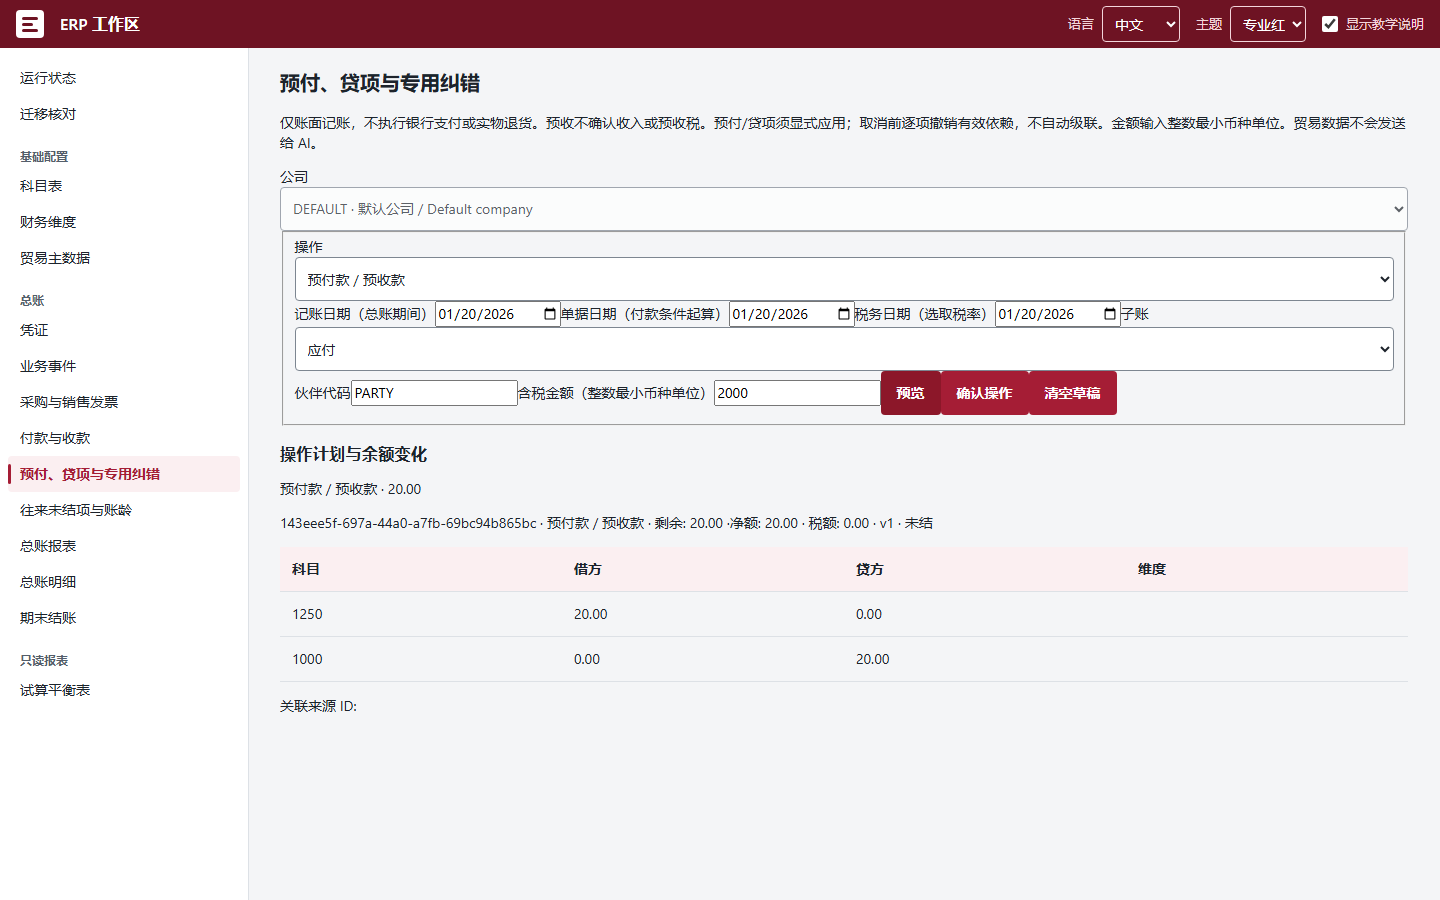 ERP 工作区
语言 中文 主题 专业红 显示教学说明
运行状态
迁移核对
基础配置
科目表
财务维度
贸易主数据
总账
凭证
业务事件
采购与销售发票
付款与收款
预付、贷项与专用纠错
往来未结项与账龄
总账报表
总账明细
期末结账
只读报表
试算平衡表
预付、贷项与专用纠错
仅账面记账，不执行银行支付或实物退货。预收不确认收入或预收税。预付/贷项须显式应用；取消前逐项撤销有效依赖，不自动级联。金额输入整数最小币种单位。贸易数据不会发送
给 AI。
公司
DEFAULT · 默认公司 / Default company
操作
预付款 / 预收款
记账日期（总账期间） 01/20/2026 单据日期（付款条件起算） 01/20/2026 税务日期（选取税率） 01/20/2026 子账
应付
伙伴代码 PARTY 含税金额（整数最小币种单位） 2000 预览 确认操作 清空草稿
操作计划与余额变化
预付款 / 预收款 · 20.00
143eee5f-697a-44a0-a7fb-69bc94b865bc · 预付款 / 预收款 · 剩余: 20.00 ·净额: 20.00 · 税额: 0.00 · v1 · 未结
科目 借方 贷方 维度
1250 20.00 0.00
1000 0.00 20.00
关联来源 ID: